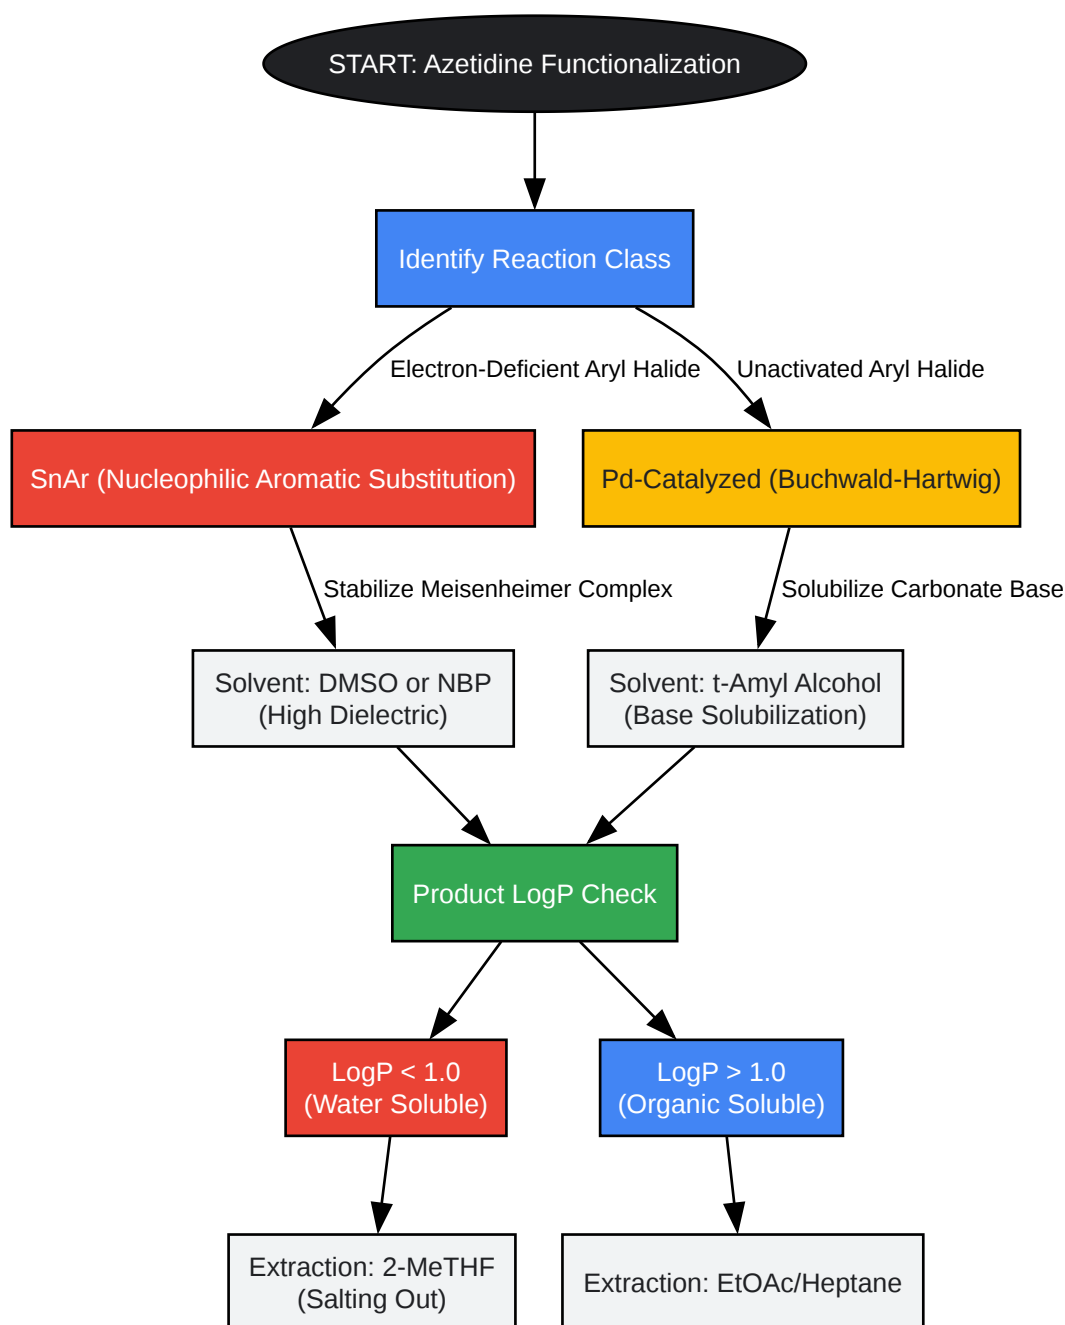 START: Azetidine Functionalization
Identify Reaction Class
Electron-Deficient Aryl Halide
Unactivated Aryl Halide
SnAr (Nucleophilic Aromatic Substitution)
Pd-Catalyzed (Buchwald-Hartwig)
Stabilize Meisenheimer Complex
Solubilize Carbonate Base
Solvent: DMSO or NBP
(High Dielectric)
Solvent: t-Amyl Alcohol
(Base Solubilization)
Product LogP Check
LogP < 1.0
(Water Soluble)
LogP > 1.0
(Organic Soluble)
Extraction: 2-MeTHF
(Salting Out)
Extraction: EtOAc/Heptane